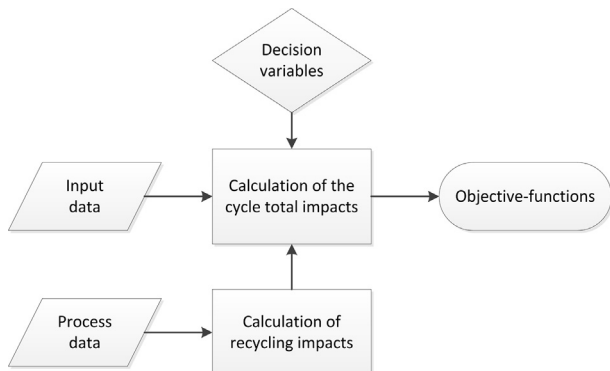 Decision
variables
Input
data
Calculation of the
cycle total impacts
Objective-functions
Process
data
Calculation of
recycling impacts